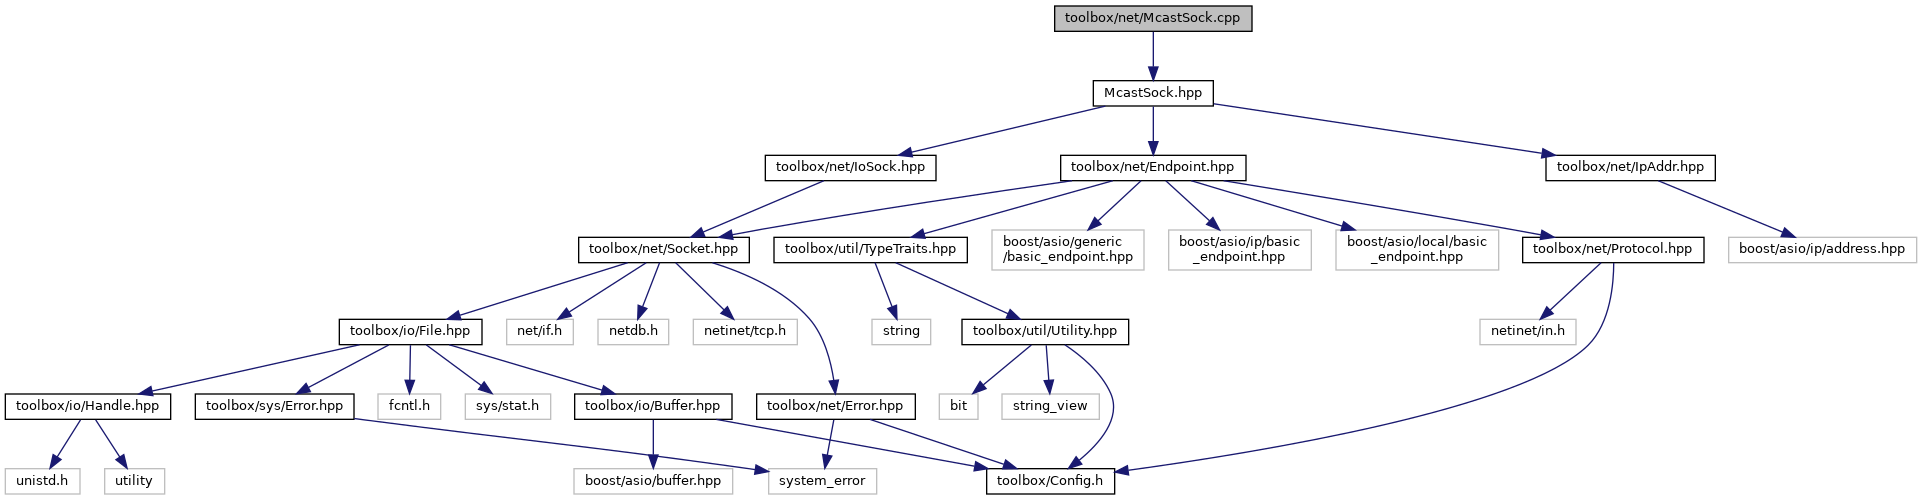 toolbox/net/McastSock.cpp
McastSock.hpp
toolbox/net/IoSock.hpp
toolbox/net/Endpoint.hpp
toolbox/net/IpAddr.hpp
toolbox/net/Socket.hpp
toolbox/util/TypeTraits.hpp
boost/asio/generic
/basic_endpoint.hpp
boost/asio/ip/basic
_endpoint.hpp
boost/asio/local/basic
_endpoint.hpp
toolbox/net/Protocol.hpp
boost/asio/ip/address.hpp
toolbox/io/File.hpp
net/if.h
netdb.h
netinet/tcp.h
string
toolbox/util/Utility.hpp
netinet/in.h
toolbox/io/Handle.hpp
toolbox/sys/Error.hpp
fcntl.h
sys/stat.h
toolbox/io/Buffer.hpp
toolbox/net/Error.hpp
bit
string_view
unistd.h
utility
boost/asio/buffer.hpp
system_error
toolbox/Config.h